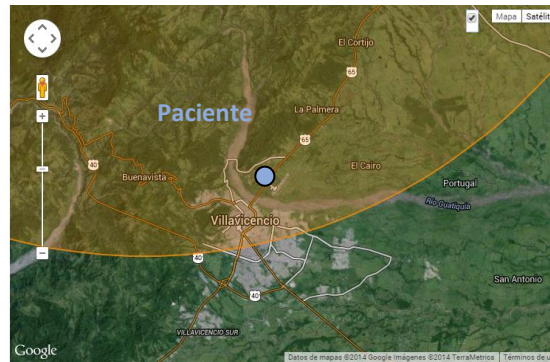 Mapa Satélit
El Cortijo
65
Paciente
La Palmera
65
40
El Cairo
Buenavista
Portugal
Río Guatiquía
Villavicencio
40
San Antonio
40
VILLAVICENCIO SUR
Google
Datos de mapas ©2014 Google Imágenes ©2014 TerraMetrics Términos de u